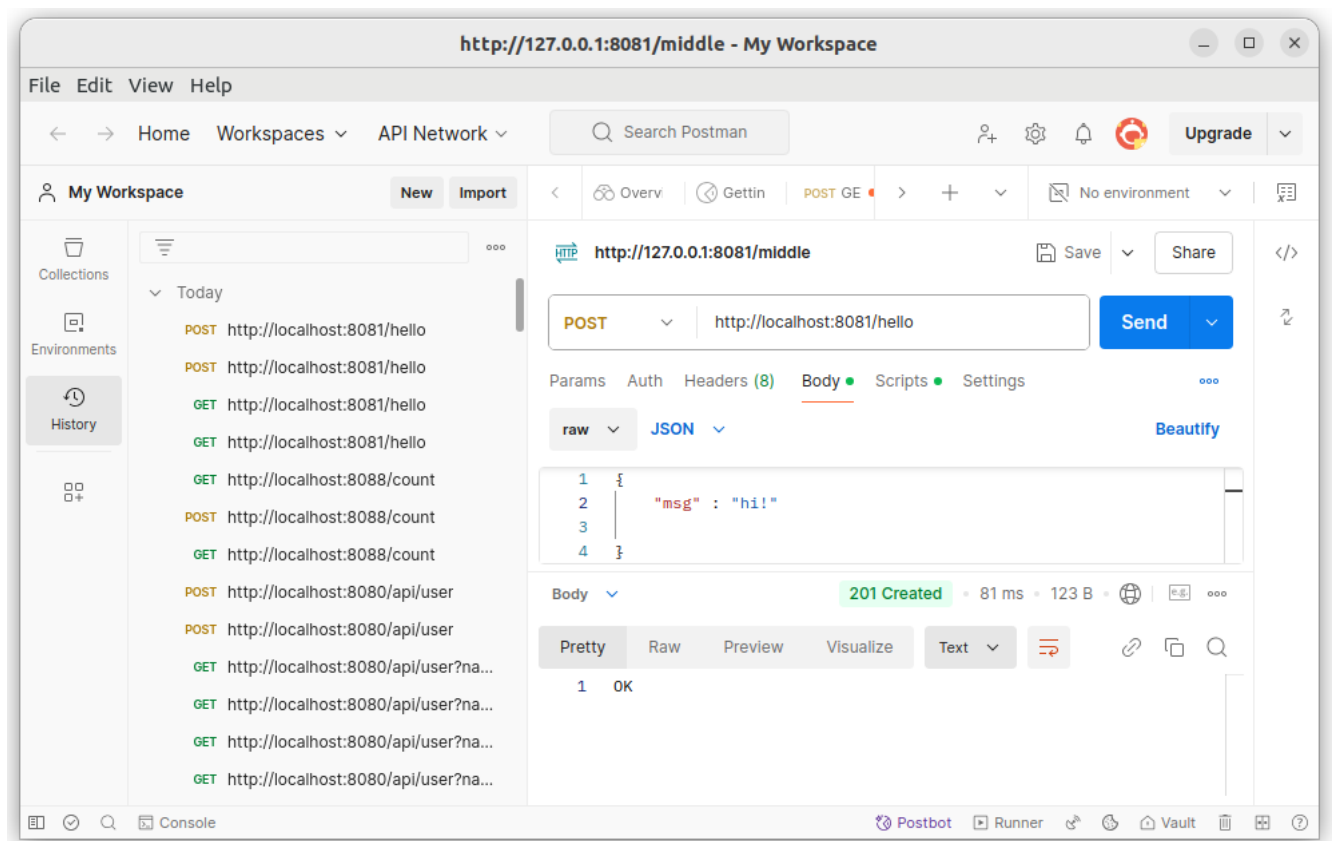 http://127.0.0.1:8081/middle - My Workspace
File Edit View Help
Home Workspaces API Network Search Postman Upgrade
My Workspace New Import Overvi Gettin POST GE No environment
Collections
Environments
History
Today
POST http://localhost:8081/hello
POST http://localhost:8081/hello
GET http://localhost:8081/hello
GET http://localhost:8081/hello
GET http://localhost:8088/count
POST http://localhost:8088/count
GET http://localhost:8088/count
POST http://localhost:8080/api/user
POST http://localhost:8080/api/user
GET http://localhost:8080/api/user?na...
GET http://localhost:8080/api/user?na...
GET http://localhost:8080/api/user?na...
GET http://localhost:8080/api/user?na...
HTTP http://127.0.0.1:8081/middle Save Share </>
POST http://localhost:8081/hello Send
Params Auth Headers (8) Body Scripts Settings
raw JSON Beautify
1 {
2 "msg" : "hi!"
3
4 }
Body 201 Created 81 ms 123 B e.g.
Pretty Raw Preview Visualize Text
1 OK
Console Postbot Runner Vault